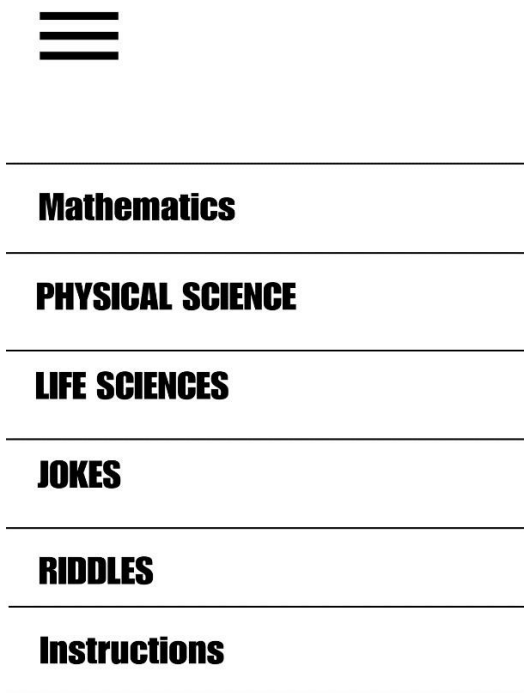 Mathematics
PHYSICAL SCIENCE
LIFE SCIENCES
JOKES
RIDDLES
Instructions